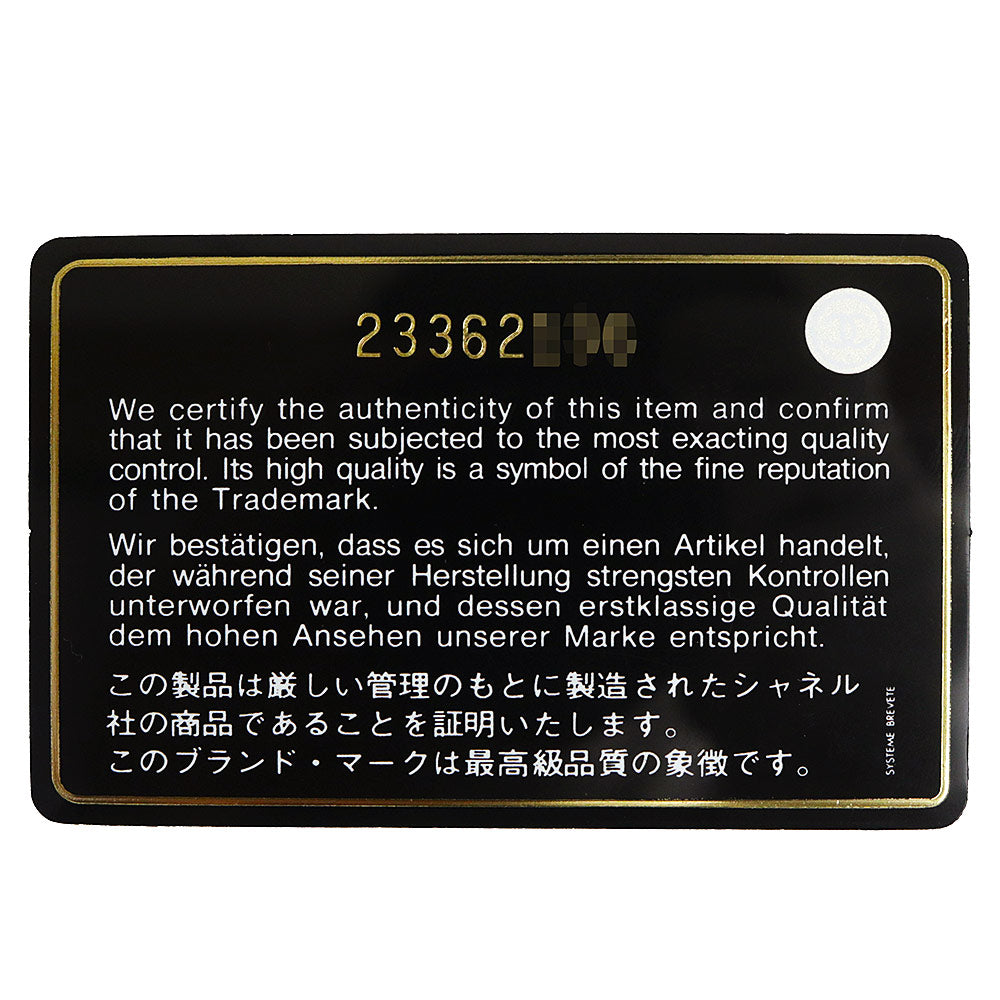 23362
We certify the authenticity of this item and confirm
that it has been subjected to the most exacting quality
control. Its high quality is a symbol of the fine reputation
of the Trademark.
Wir bestätigen, dass es sich um einen Artikel handelt,
der während seiner Herstellung strengsten Kontrollen
unterworfen war, und dessen erstklassige Qualität
dem hohen Ansehen unserer Marke entspricht.
この製品は厳しい管理のもとに製造されたシャネル
社の商品であることを証明いたします。
このブランド・マークは最高級品質の象徴です。
SYSTEME BREVETE